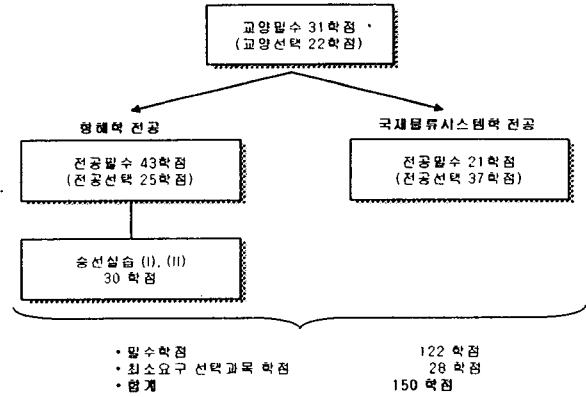 교양필수 31학점
(교양선택 22학점)
항해학 전공
국제물류시스템학 전공
전공필수 43학점
(전공선택 25학점)
전공필수 21학점
(전공선택 37학점)
승선실습 (I), (II)
30 학점
• 필수학점 122 학점
• 최소요구 선택과목 학점 28 학점
• 합계 150 학점